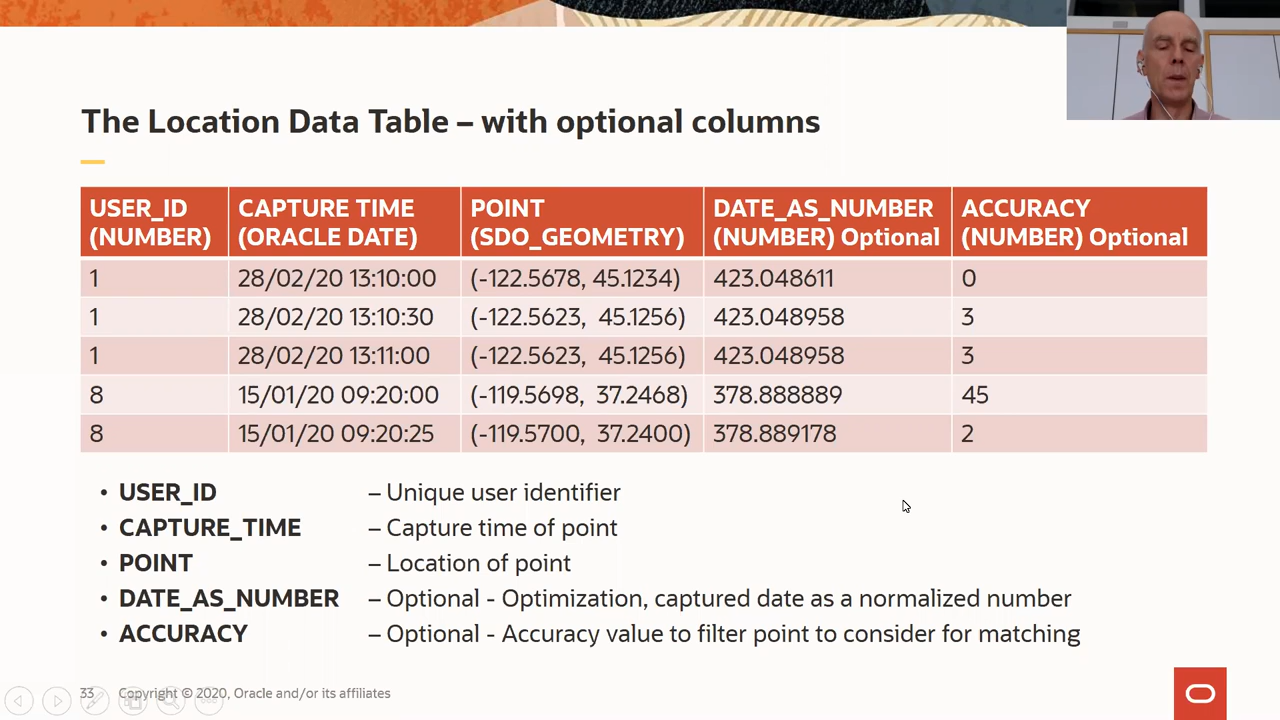 The Location Data Table – with optional columns
USER_ID (NUMBER) CAPTURE TIME (ORACLE DATE) POINT (SDO_GEOMETRY) DATE_AS_NUMBER (NUMBER) Optional ACCURACY (NUMBER) Optional
1 28/02/20 13:10:00 (-122.5678, 45.1234) 423.048611 0
1 28/02/20 13:10:30 (-122.5623, 45.1256) 423.048958 3
1 28/02/20 13:11:00 (-122.5623, 45.1256) 423.048958 3
8 15/01/20 09:20:00 (-119.5698, 37.2468) 378.888889 45
8 15/01/20 09:20:25 (-119.5700, 37.2400) 378.889178 2
• USER_ID – Unique user identifier
• CAPTURE_TIME – Capture time of point
• POINT – Location of point
• DATE_AS_NUMBER – Optional - Optimization, captured date as a normalized number
• ACCURACY – Optional - Accuracy value to filter point to consider for matching
33 Copyright © 2020, Oracle and/or its affiliates